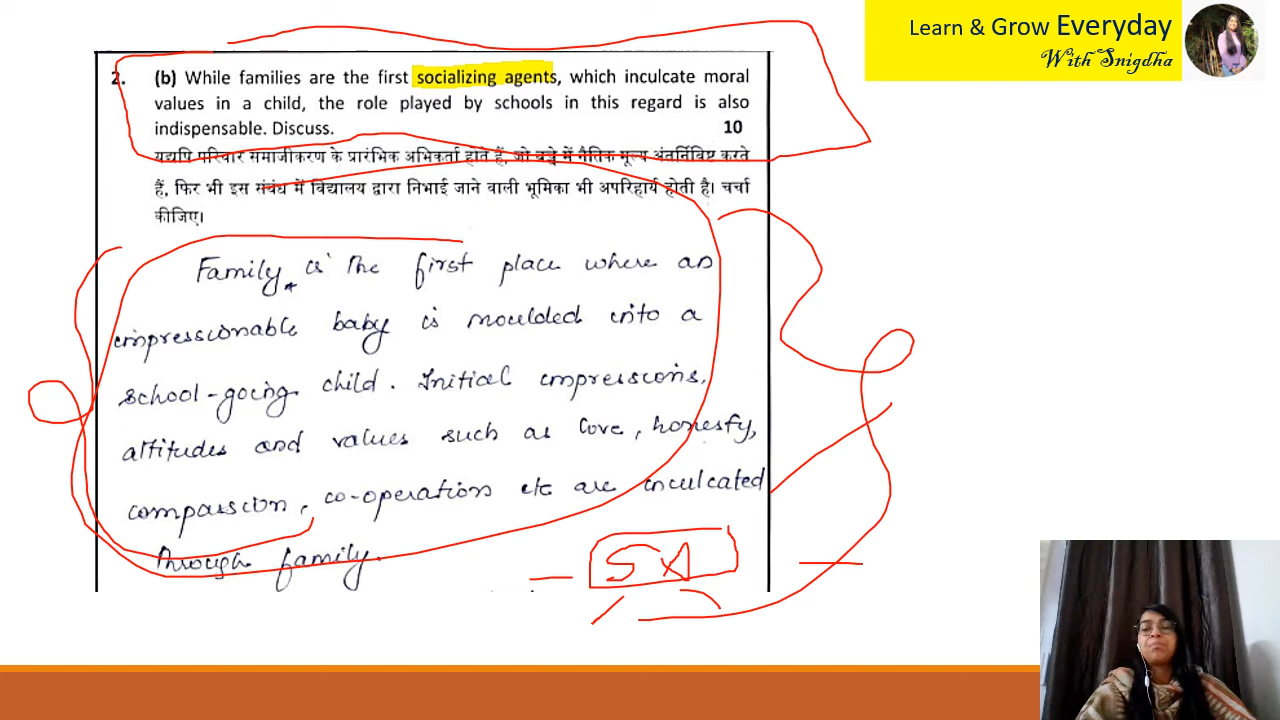 Learn & Grow Everyday
With Snigdha
2. (b) While families are the first socializing agents, which inculcate moral
values in a child, the role played by schools in this regard is also
indispensable. Discuss. 10
यद्यपि परिवार समाजीकरण के प्रारंभिक अभिकर्ता होते हैं, जो बच्चे में नैतिक मूल्य अंतर्निविष्ट करते
हैं, फिर भी इस संबंध में विद्यालय द्वारा निभाई जाने वाली भूमिका भी अपरिहार्य होती है। चर्चा
कीजिए।
Family is the first place where an
impressionable baby is moulded into a
school-going child. Initial impressions,
attitudes and values such as love, honesty,
compassion, co-operation etc are inculcated
through family.
SA